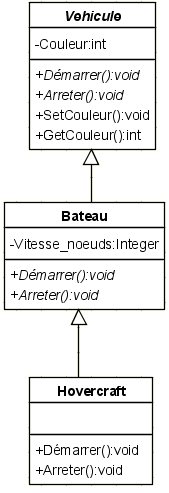 Vehicule
-Couleur:int
+Démarrer():void
+Arreter():void
+SetCouleur():void
+GetCouleur():int
Bateau
-Vitesse_noeuds:Integer
+Démarrer():void
+Arreter():void
Hovercraft
+Démarrer():void
+Arreter():void